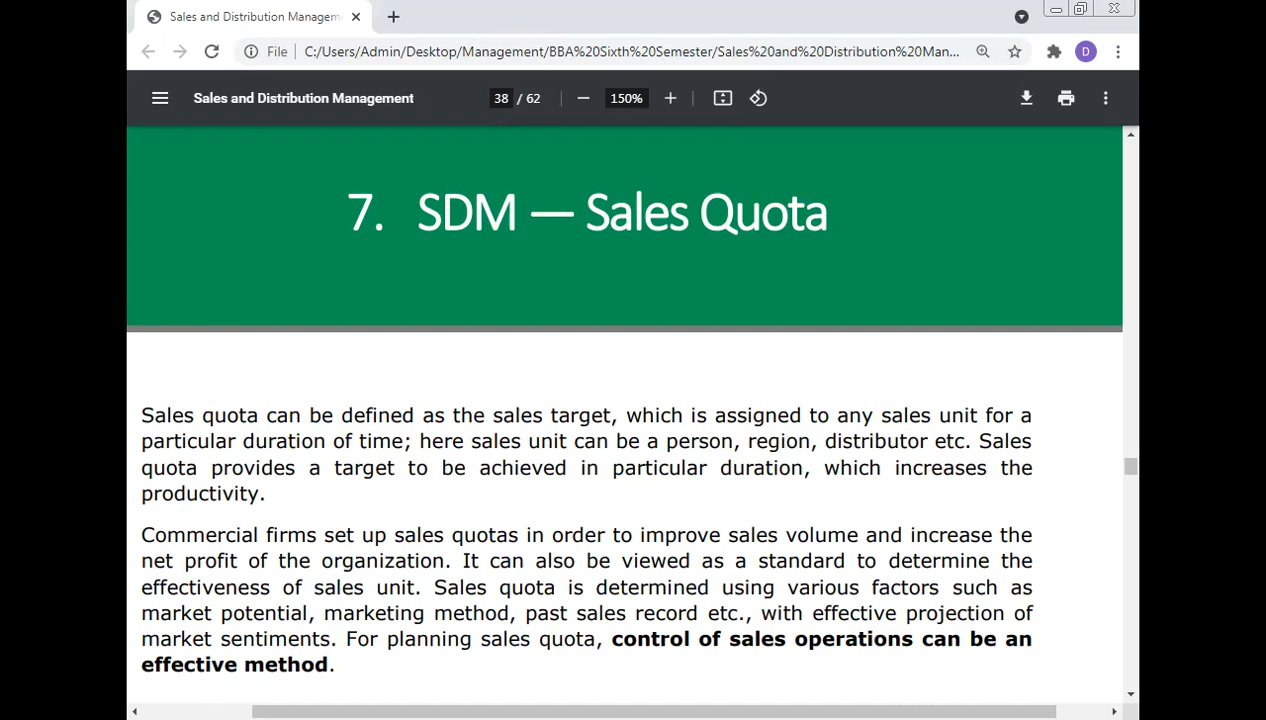 Sales and Distribution Managem
File C:/Users/Admin/Desktop/Management/BBA%20Sixth%20Semester/Sales%20and%20Distribution%20Man...
D
Sales and Distribution Management 38 / 62 150%
7. SDM — Sales Quota
Sales quota can be defined as the sales target, which is assigned to any sales unit for a
particular duration of time; here sales unit can be a person, region, distributor etc. Sales
quota provides a target to be achieved in particular duration, which increases the
productivity.
Commercial firms set up sales quotas in order to improve sales volume and increase the
net profit of the organization. It can also be viewed as a standard to determine the
effectiveness of sales unit. Sales quota is determined using various factors such as
market potential, marketing method, past sales record etc., with effective projection of
market sentiments. For planning sales quota, control of sales operations can be an
effective method.